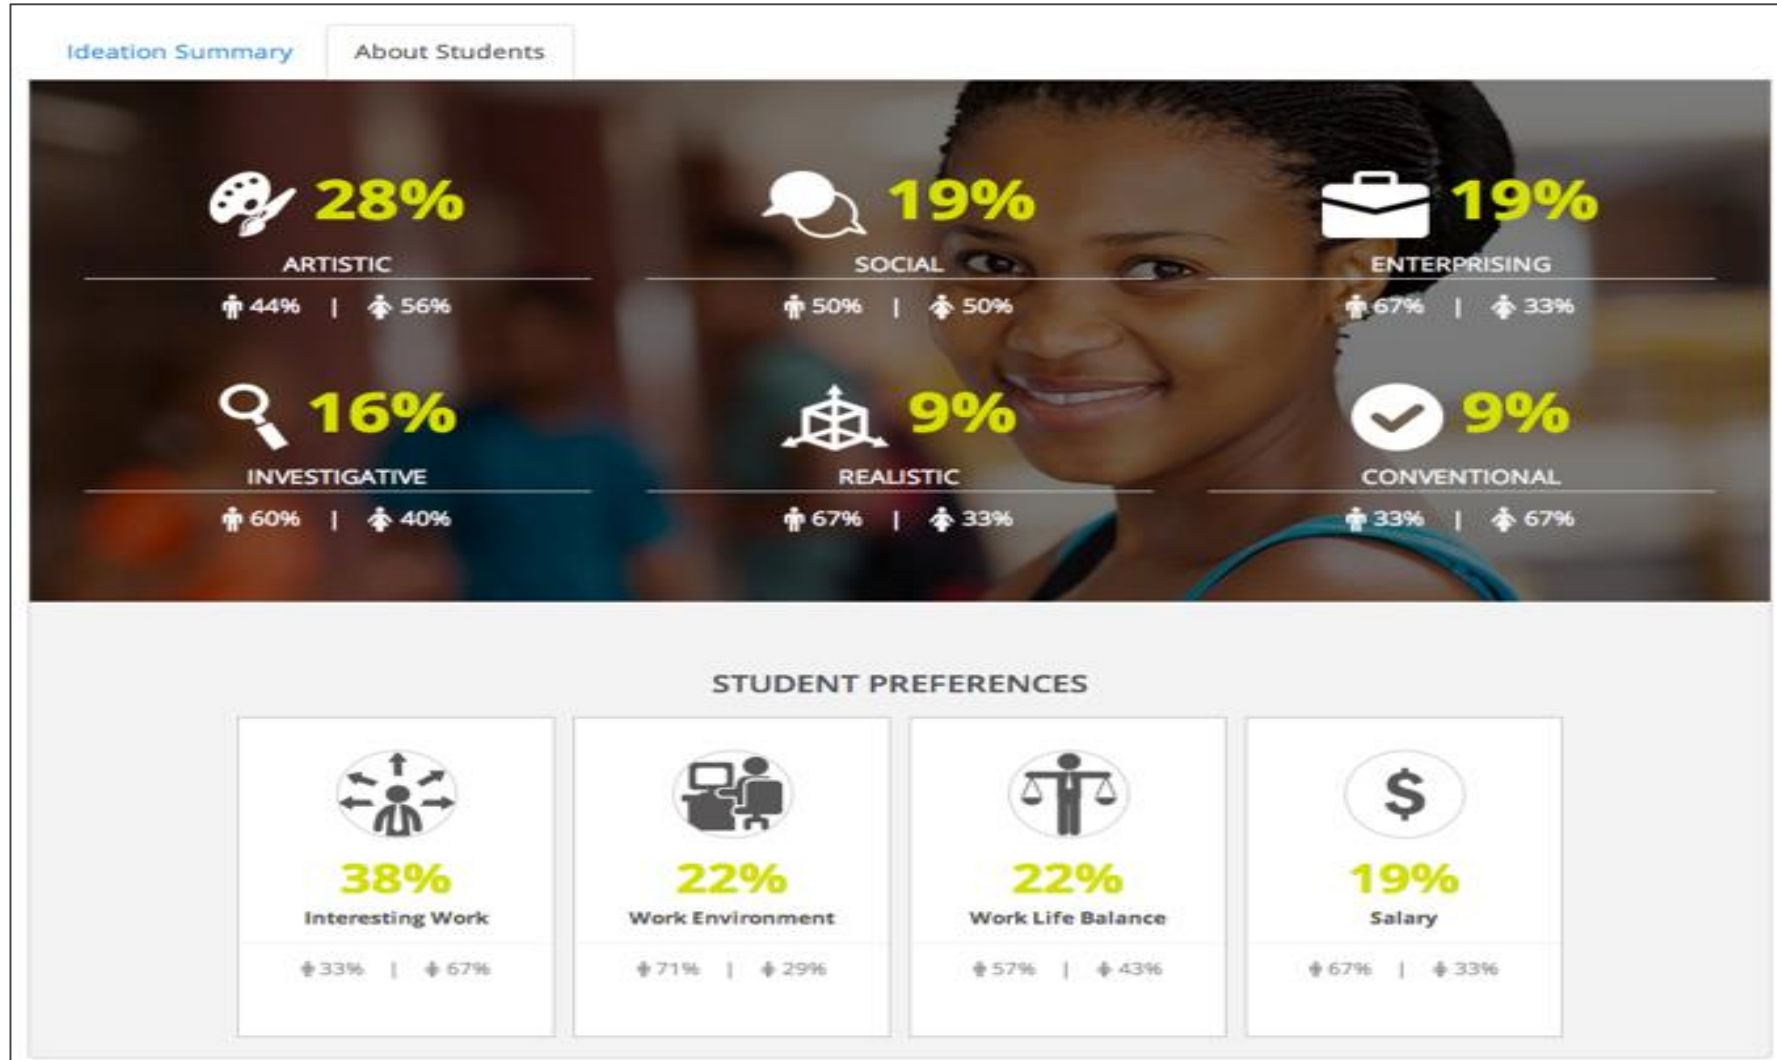 Ideation Summary About Students
28% 19% 19%
ARTISTIC SOCIAL ENTERPRISING
44% | 56% 50% | 50% 67% | 33%
16% 9% 9%
INVESTIGATIVE REALISTIC CONVENTIONAL
60% | 40% 67% | 33% 33% | 67%
STUDENT PREFERENCES
$
38% 22% 22% 19%
Interesting Work Work Environment Work Life Balance Salary
33% | 67% 71% | 29% 57% | 43% 67% | 33%